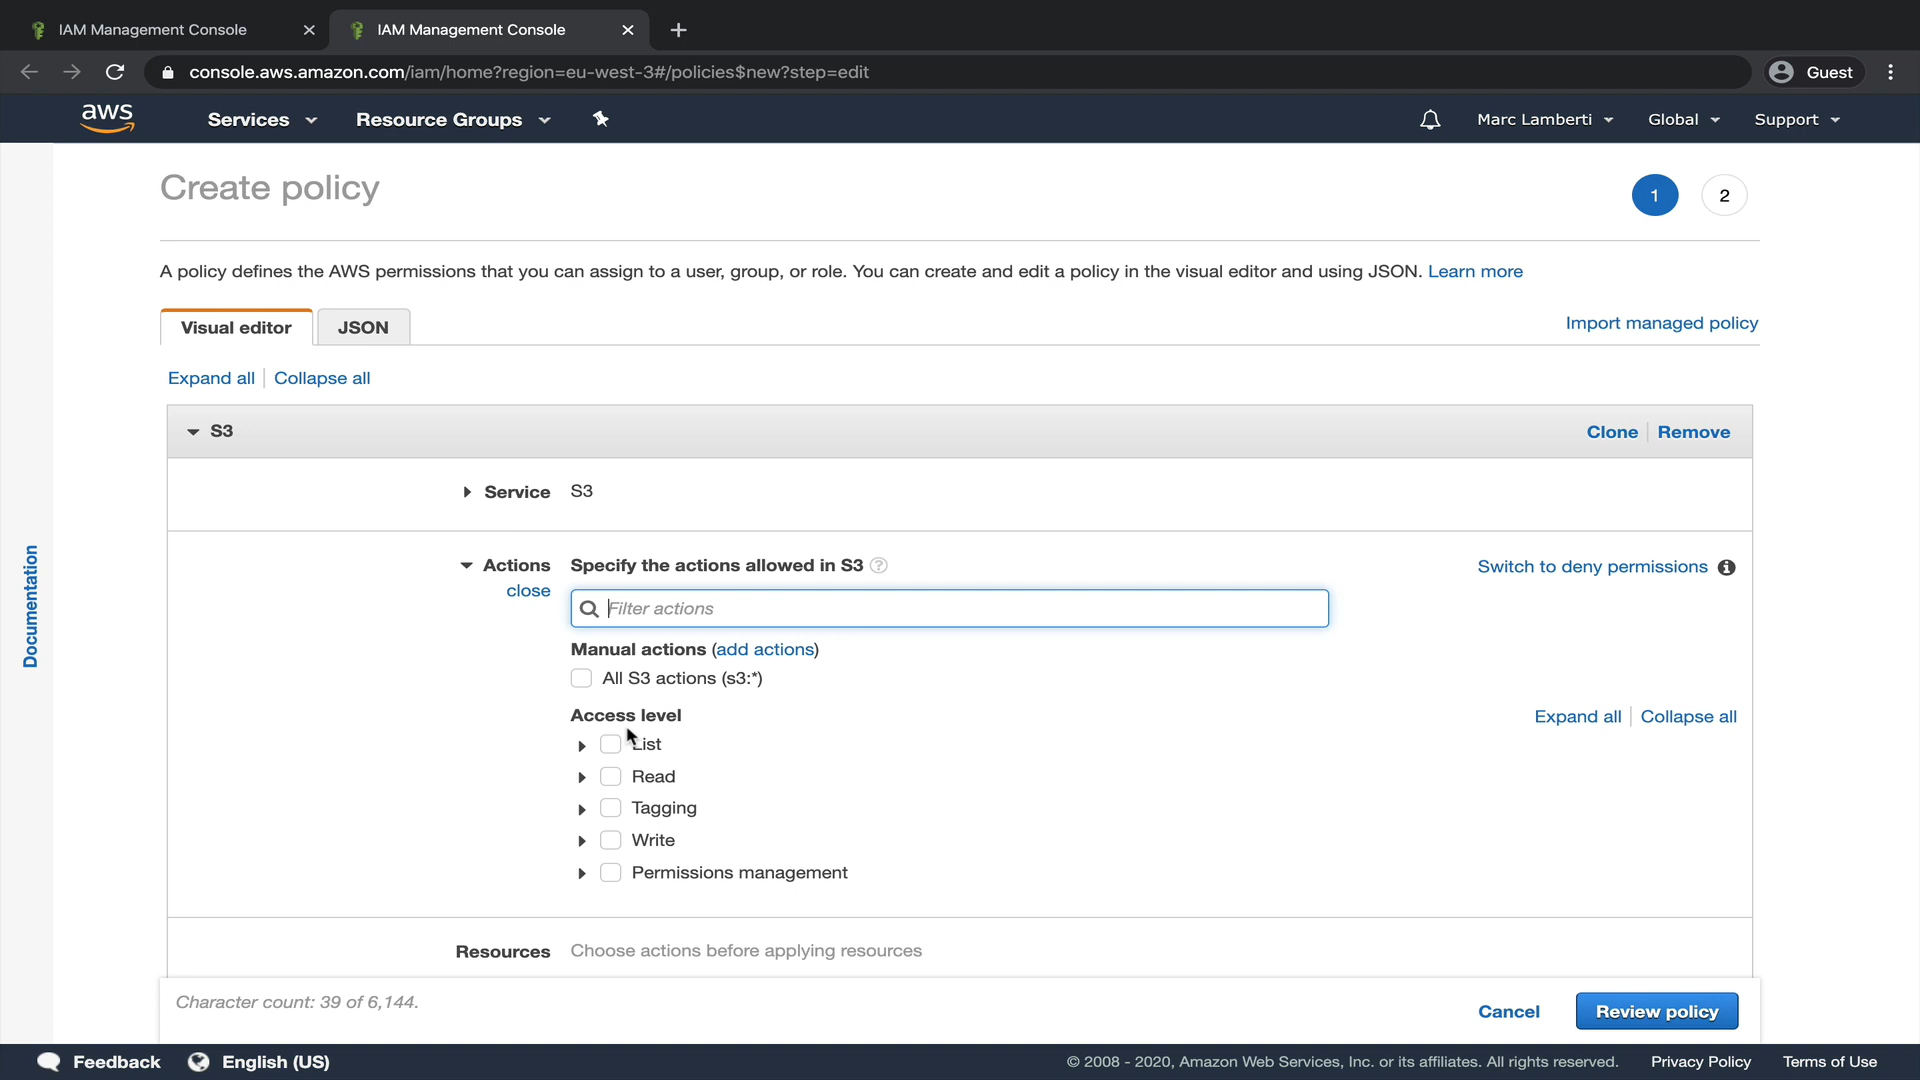 IAM Management Console
IAM Management Console
console.aws.amazon.com/iam/home?region=eu-west-3#/policies$new?step=edit
Guest
aws
Services
Resource Groups
Marc Lamberti
Global
Support
Create policy
1
2
A policy defines the AWS permissions that you can assign to a user, group, or role. You can create and edit a policy in the visual editor and using JSON. Learn more
Visual editor
JSON
Import managed policy
Expand all
Collapse all
S3
Clone
Remove
Service
S3
Documentation
Actions
close
Specify the actions allowed in S3 ?
Switch to deny permissions i
Filter actions
Manual actions (add actions)
All S3 actions (s3:*)
Access level
Expand all
Collapse all
List
Read
Tagging
Write
Permissions management
Resources
Choose actions before applying resources
Character count: 39 of 6,144.
Cancel
Review policy
Feedback
English (US)
© 2008 - 2020, Amazon Web Services, Inc. or its affiliates. All rights reserved.
Privacy Policy
Terms of Use